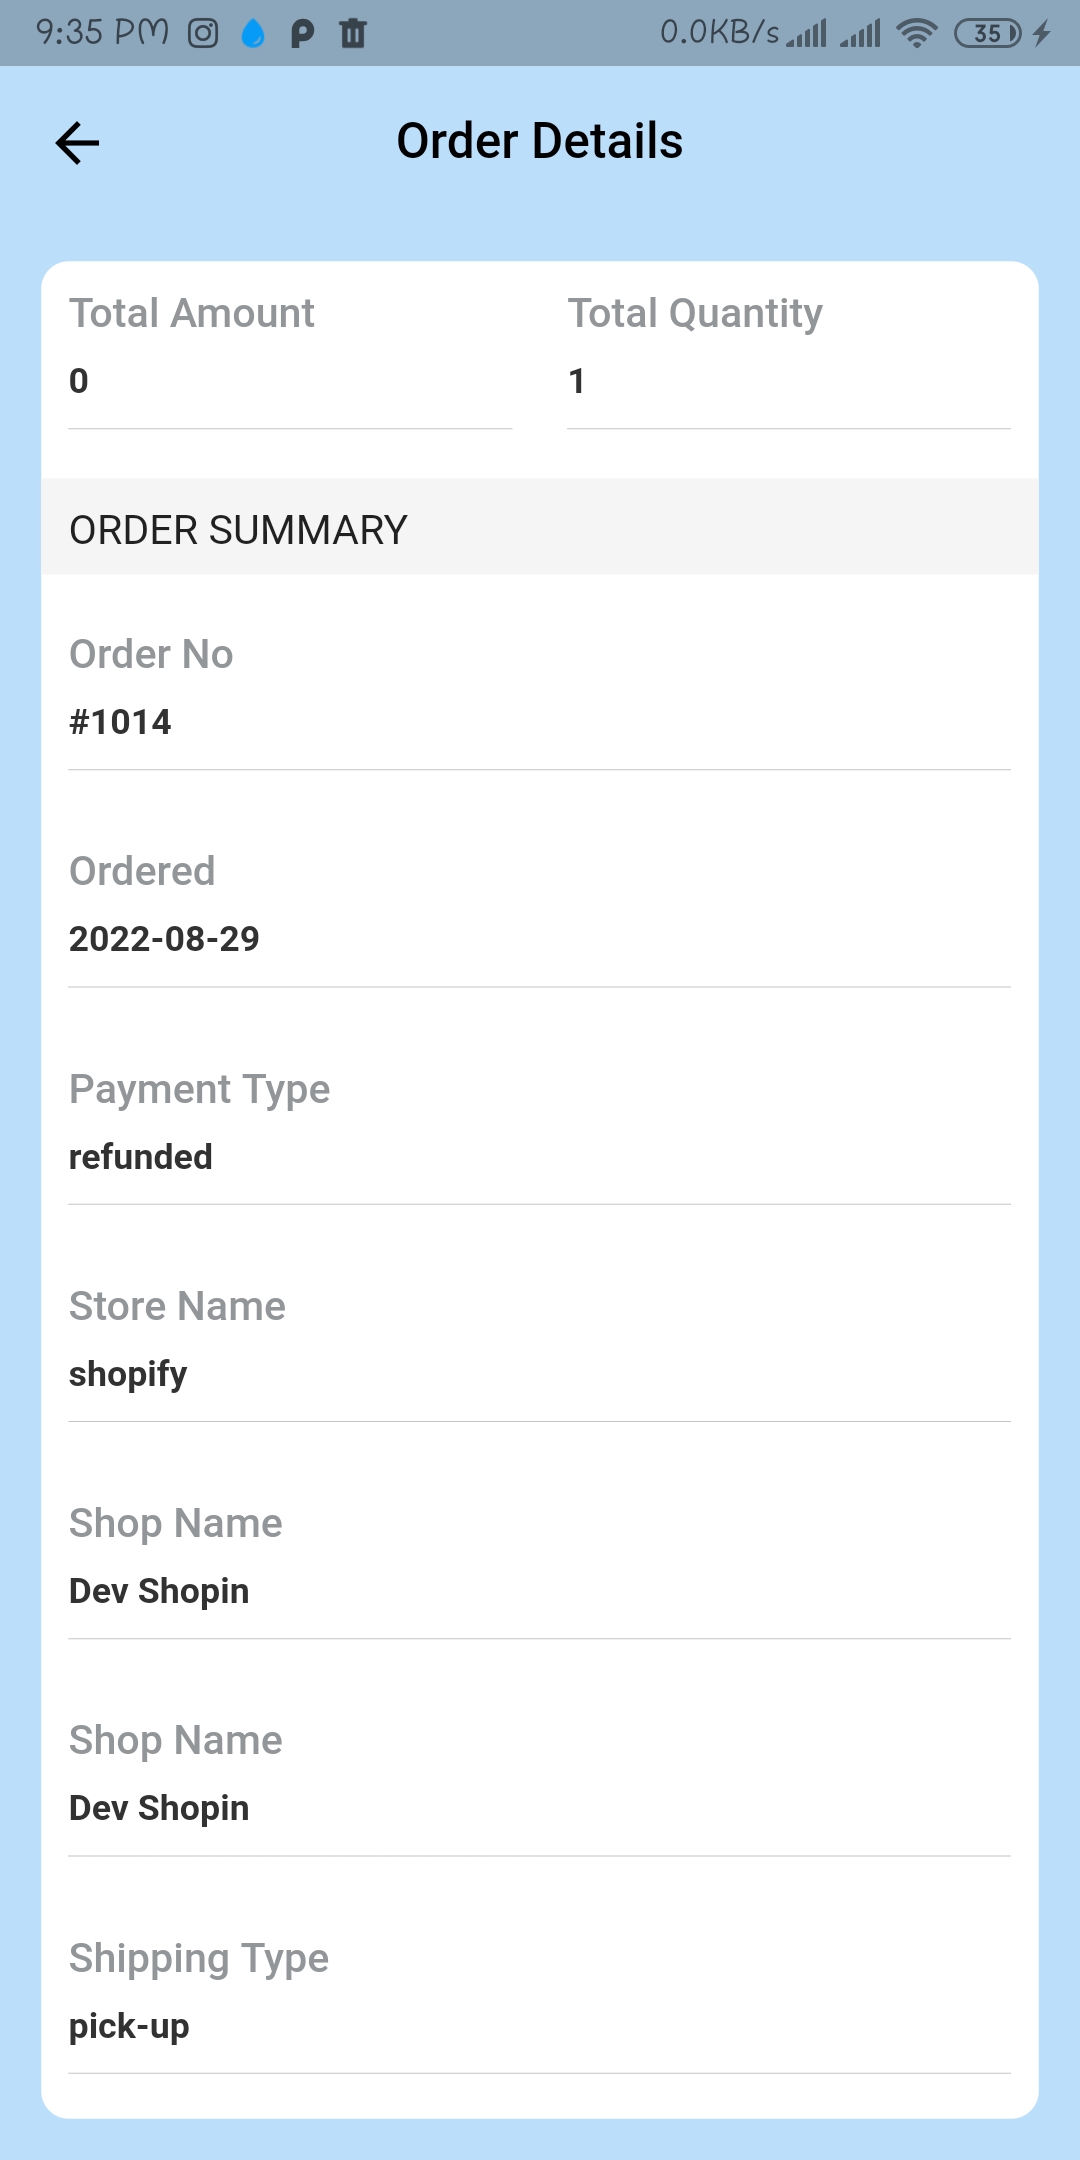 9:35 PM 0.0KB/s 35
Order Details
Total Amount Total Quantity
0 1
ORDER SUMMARY
Order No
#1014
Ordered
2022-08-29
Payment Type
refunded
Store Name
shopify
Shop Name
Dev Shopin
Shop Name
Dev Shopin
Shipping Type
pick-up